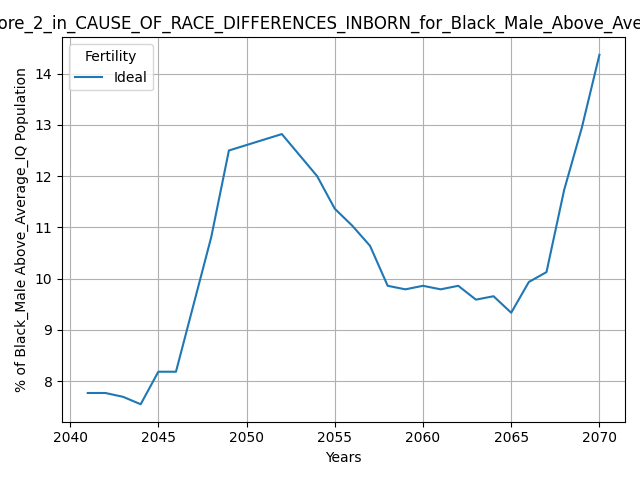 ore_2_in_CAUSE_OF_RACE_DIFFERENCES_INBORN_for_Black_Male_Above_Ave
Fertility
Ideal
% of Black_Male Above_Average_IQ Population
14
13
12
11
10
9
8
2040 2045 2050 2055 2060 2065 2070
Years